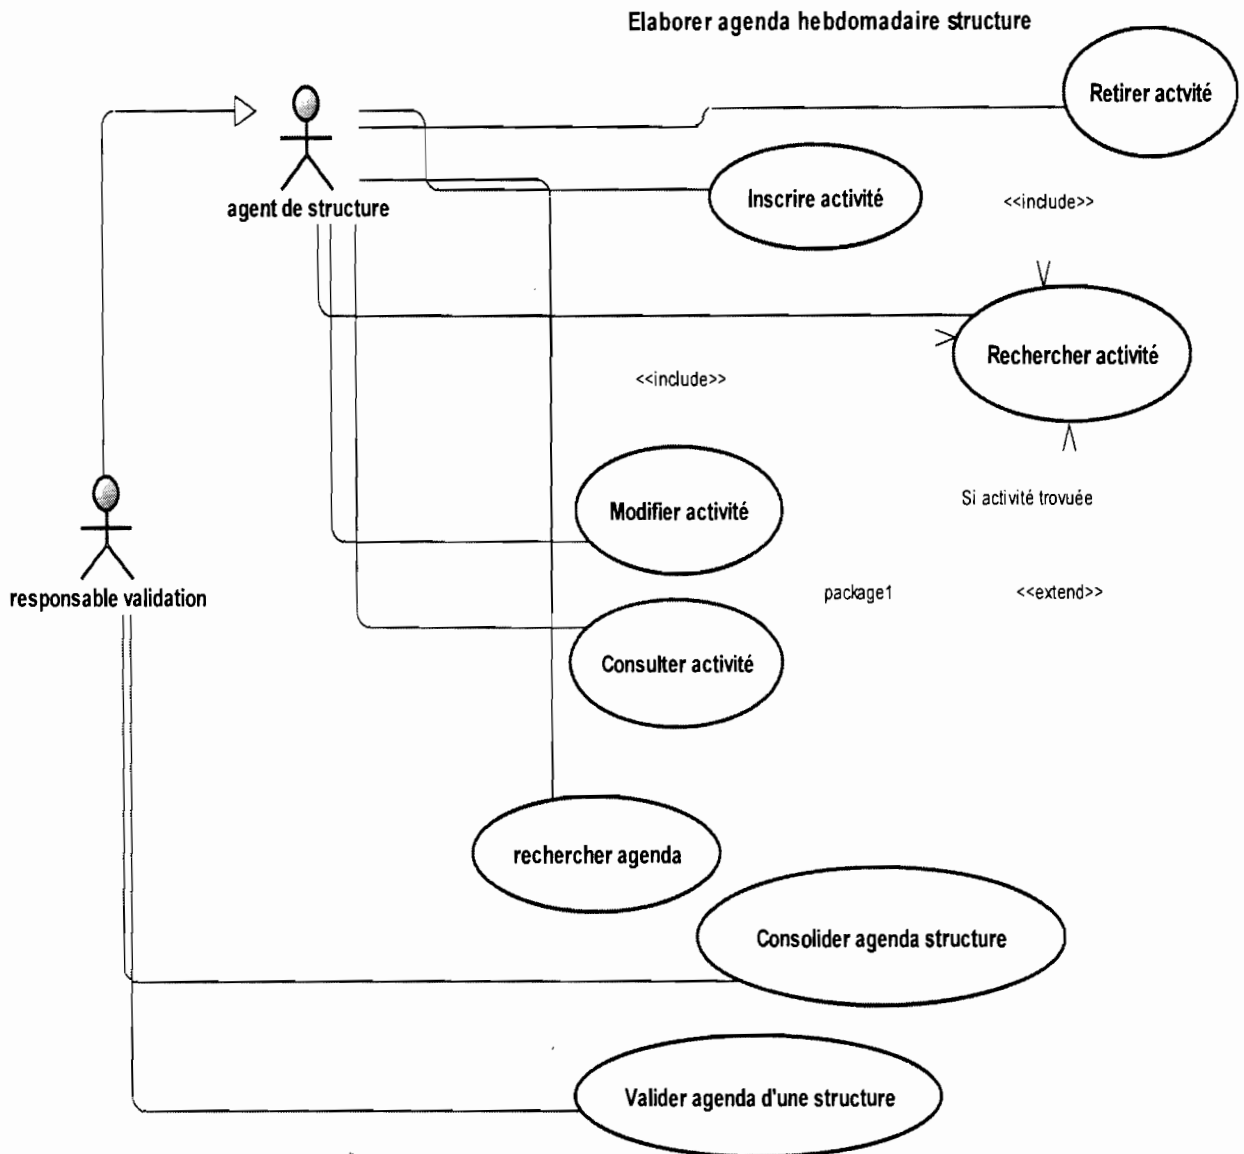 Elaborer agenda hebdomadaire structure
Retirer actvité
Inscrire activité
<<include>>
agent de structure
Rechercher activité
<<include>>
Modifier activité
Si activité trovuée
responsable validation
package1
<<extend>>
Consulter activité
rechercher agenda
Consolider agenda structure
Valider agenda d'une structure